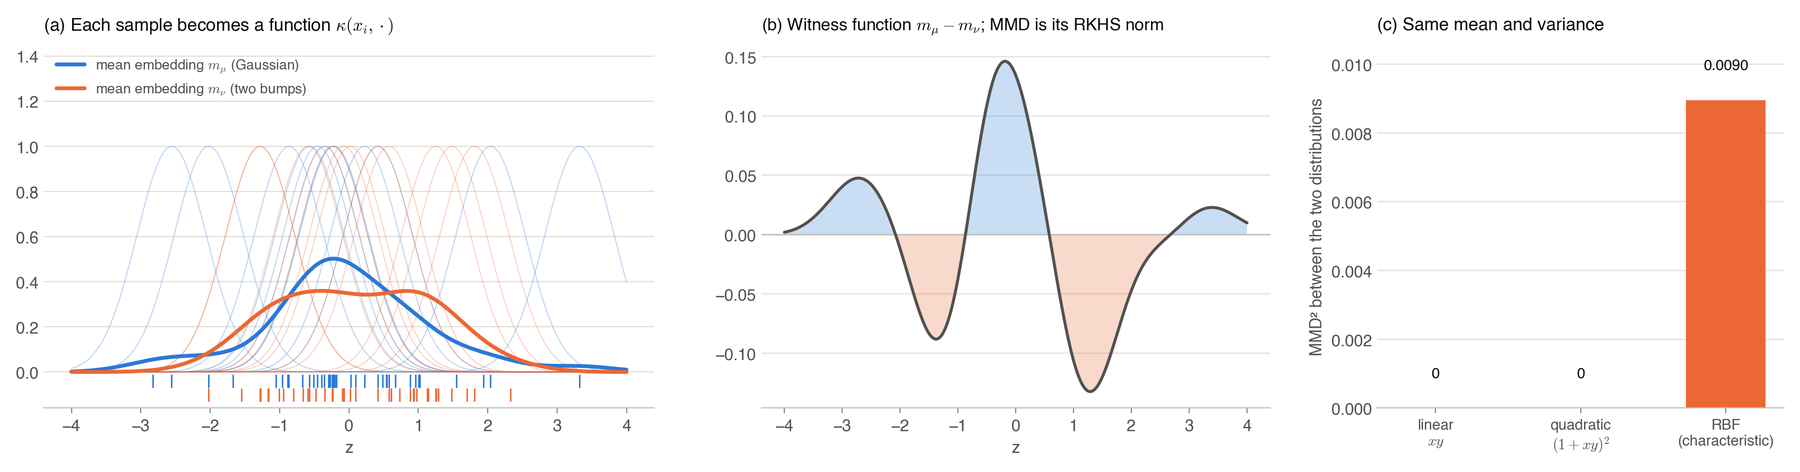 (a) Each sample becomes a function κ(xᵢ, ·)
mean embedding m_μ (Gaussian)
mean embedding m_ν (two bumps)
1.4
1.2
1.0
0.8
0.6
0.4
0.2
0.0
−4 −3 −2 −1 0 1 2 3 4
z
(b) Witness function m_μ − m_ν; MMD is its RKHS norm
0.15
0.10
0.05
0.00
−0.05
−0.10
−4 −3 −2 −1 0 1 2 3 4
z
(c) Same mean and variance
MMD² between the two distributions
0.010
0.008
0.006
0.004
0.002
0.000
0 0 0.0090
linear
xy
quadratic
(1 + xy)²
RBF
(characteristic)